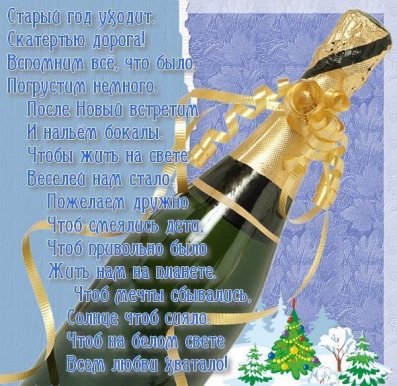 Старый год уходит.
Скатертью дорога!
Вспомним всё, что было,
Погрустим немного.
После Новый встретим
И нальем бокалы.
Чтобы жить на свете
Веселей нам стало.
Пожелаем дружно
Чтоб смеялись дети,
Чтоб привольно было
Жить нам на планете.
Чтоб мечты сбывались,
Солнце чтоб сияло.
Чтоб на белом свете
Всем любви хватало!